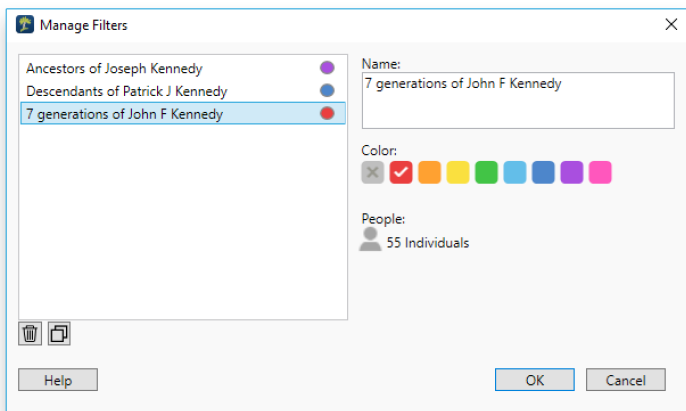 Manage Filters
Ancestors of Joseph Kennedy
Descendants of Patrick J Kennedy
7 generations of John F Kennedy
Name:
7 generations of John F Kennedy
Color:
People:
55 Individuals
Help
OK
Cancel